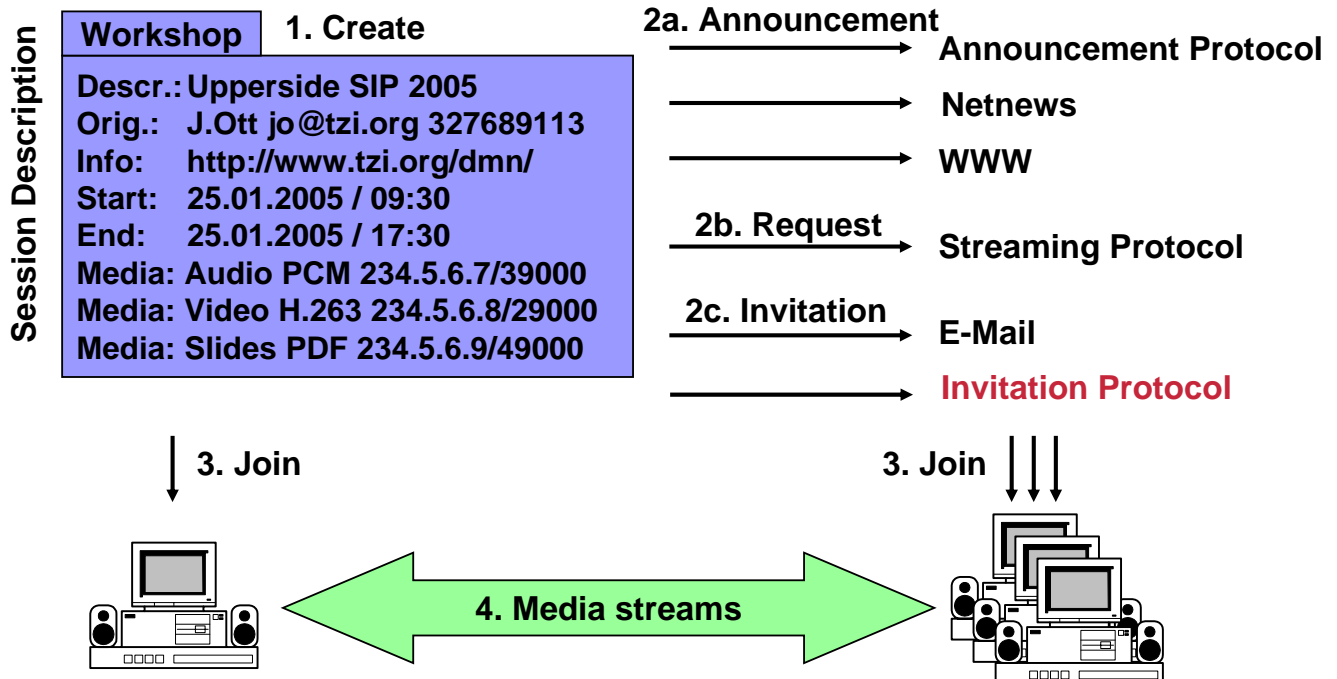 Session Description
Workshop
1. Create
Descr.: Upperside SIP 2005
Orig.: J.Ott jo@tzi.org 327689113
Info: http://www.tzi.org/dmn/
Start: 25.01.2005 / 09:30
End: 25.01.2005 / 17:30
Media: Audio PCM 234.5.6.7/39000
Media: Video H.263 234.5.6.8/29000
Media: Slides PDF 234.5.6.9/49000
2a. Announcement
Announcement Protocol
Netnews
WWW
2b. Request
Streaming Protocol
2c. Invitation
E-Mail
Invitation Protocol
3. Join
3. Join
4. Media streams